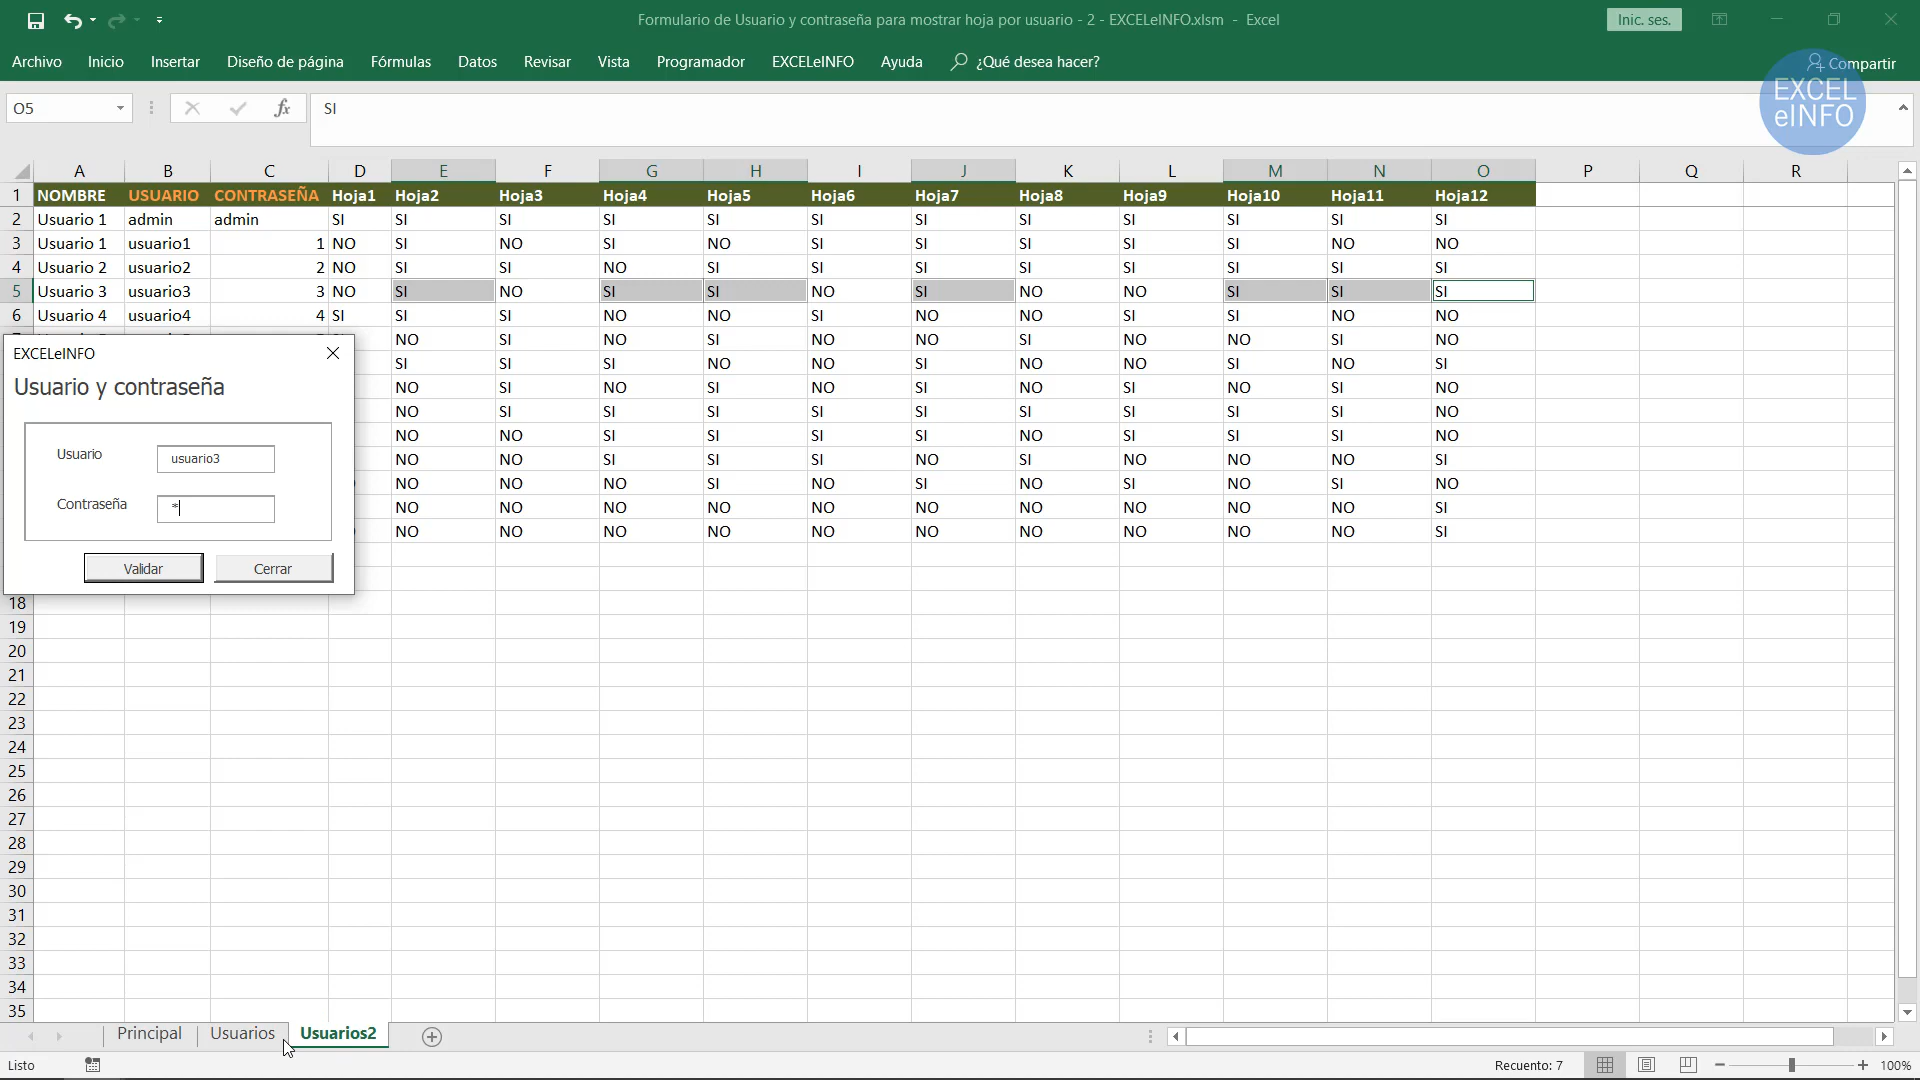 Formulario de Usuario y contraseña para mostrar hoja por usuario - 2 - EXCELeINFO.xlsm - Excel
Inic. ses.
Archivo Inicio Insertar Diseño de página Fórmulas Datos Revisar Vista Programador EXCELeINFO Ayuda ¿Qué desea hacer? Compartir
EXCEL
eINFO
O5 fx SI
A B C D E F G H I J K L M N O P Q R
1 NOMBRE USUARIO CONTRASEÑA Hoja1 Hoja2 Hoja3 Hoja4 Hoja5 Hoja6 Hoja7 Hoja8 Hoja9 Hoja10 Hoja11 Hoja12
2 Usuario 1 admin admin SI SI SI SI SI SI SI SI SI SI SI SI
3 Usuario 1 usuario1 1 NO SI NO SI NO SI SI SI SI SI NO NO
4 Usuario 2 usuario2 2 NO SI SI NO SI SI SI SI SI SI SI SI
5 Usuario 3 usuario3 3 NO SI NO SI SI NO SI NO NO SI SI SI
6 Usuario 4 usuario4 4 SI SI SI NO NO SI NO NO SI SI NO NO
NO SI NO SI NO NO SI NO NO SI NO
SI SI SI NO NO SI NO NO SI NO SI
NO SI NO SI NO SI NO SI NO SI NO
NO SI SI SI SI SI SI SI SI SI NO
NO NO SI SI SI SI NO SI SI SI NO
NO NO SI SI SI NO SI NO NO NO SI
NO NO NO SI NO SI NO SI NO SI NO
NO NO NO NO NO NO NO NO NO NO SI
NO NO NO NO NO NO NO NO NO NO SI
EXCELeINFO
Usuario y contraseña
Usuario usuario3
Contraseña *
Validar Cerrar
18
19
20
21
22
23
24
25
26
27
28
29
30
31
32
33
34
35
Principal Usuarios Usuarios2
Listo Recuento: 7 100%